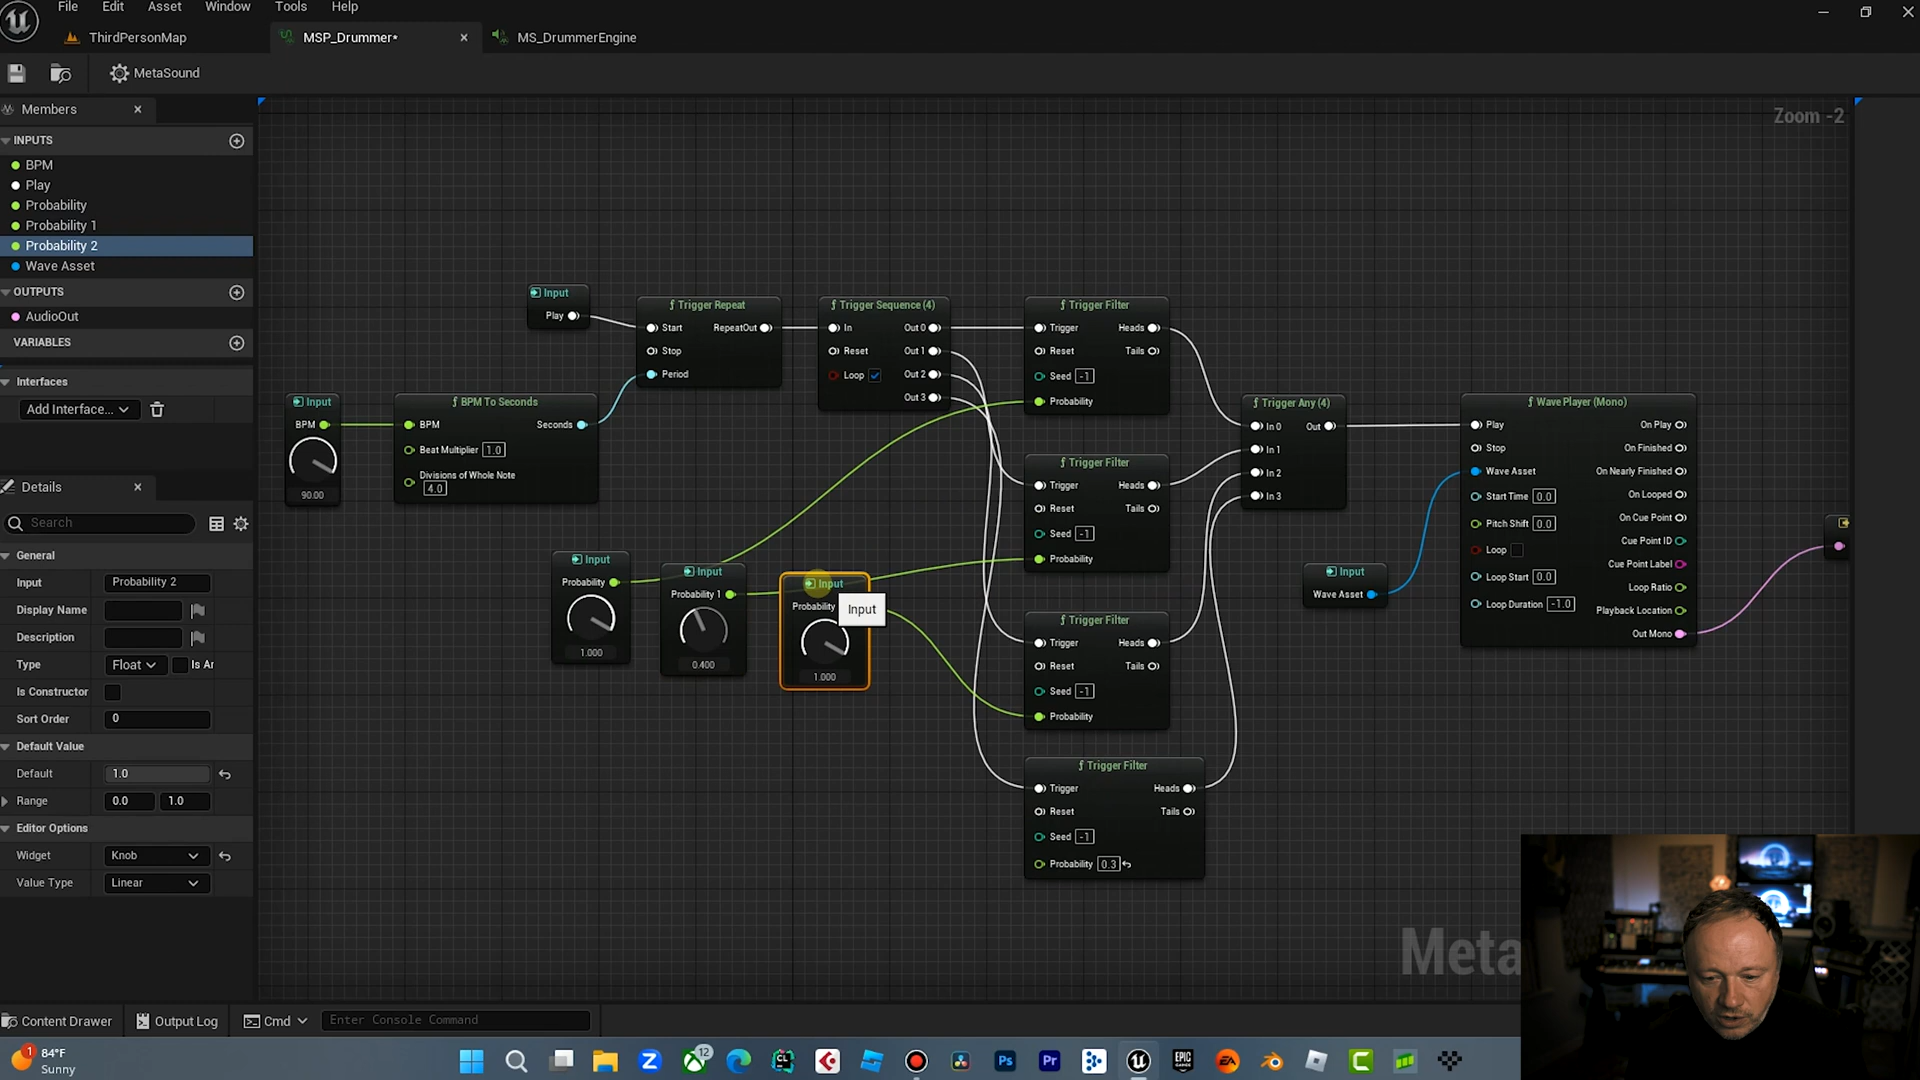 File Edit Asset Window Tools Help
ThirdPersonMap
MSP_Drummer*
MS_DrummerEngine
MetaSound
Members
INPUTS
BPM
Play
Probability
Probability 1
Probability 2
Wave Asset
OUTPUTS
AudioOut
VARIABLES
Interfaces
Add Interface...
Details
Search
General
Input Probability 2
Display Name
Description
Type Float Is Ar
Is Constructor
Sort Order 0
Default Value
Default 1.0
Range 0.0 1.0
Editor Options
Widget Knob
Value Type Linear
Zoom -2
Input
Play
Trigger Repeat
Start RepeatOut
Stop
Period
Trigger Sequence (4)
In Out 0
Reset Out 1
Loop Out 2
Out 3
Trigger Filter
Trigger Heads
Reset Tails
Seed -1
Probability
Input
BPM
90.00
BPM To Seconds
BPM Seconds
Beat Multiplier 1.0
Divisions of Whole Note
4.0
Trigger Filter
Trigger Heads
Reset Tails
Seed -1
Probability
Trigger Any (4)
In 0 Out
In 1
In 2
In 3
Wave Player (Mono)
Play On Play
Stop On Finished
Wave Asset On Nearly Finished
Start Time 0.0 On Looped
Pitch Shift 0.0 On Cue Point
Loop Cue Point ID
Loop Start 0.0 Cue Point Label
Loop Duration -1.0 Loop Ratio
Playback Location
Out Mono
Input
Probability
1.000
Input
Probability 1
0.400
Input
Probability
1.000
Input
Input
Wave Asset
Trigger Filter
Trigger Heads
Reset Tails
Seed -1
Probability
Trigger Filter
Trigger Heads
Reset Tails
Seed -1
Probability 0.3
Meta
Content Drawer
Output Log
Cmd
Enter Console Command
1
84°F
Sunny
12
CL
Ps
Pr
EPIC
GAMES
EA